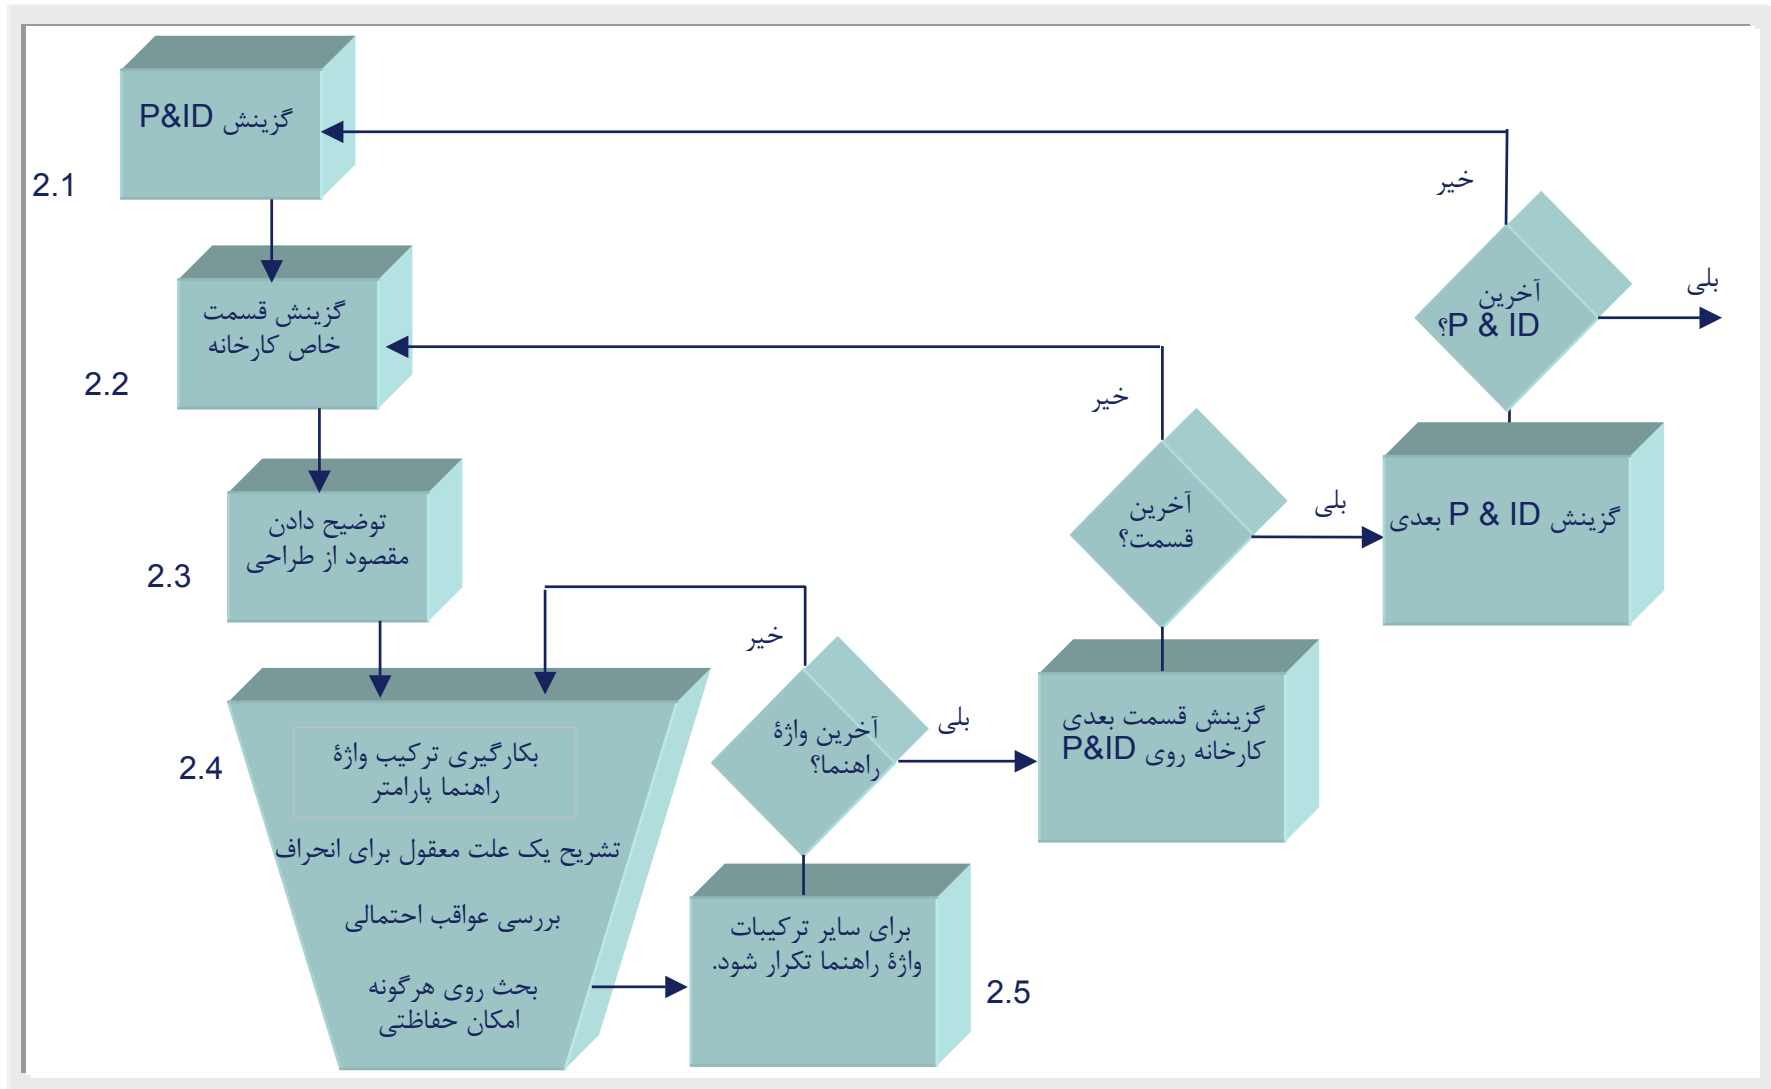 گزینش P&ID
2.1
گزینش قسمت
خاص کارخانه
2.2
توضیح دادن
مقصود از طراحی
2.3
بکارگیری ترکیب واژۀ
راهنما پارامتر
2.4
تشریح یک علت معقول برای انحراف
بررسی عواقب احتمالی
بحث روی هرگونه
امکان حفاظتی
برای سایر ترکیبات
واژۀ راهنما تکرار شود.
2.5
آخرین واژۀ
راهنما؟
خیر
بلی
گزینش قسمت بعدی
کارخانه روی P&ID
آخرین
قسمت؟
خیر
بلی
گزینش P & ID بعدی
آخرین
P & ID؟
خیر
بلی